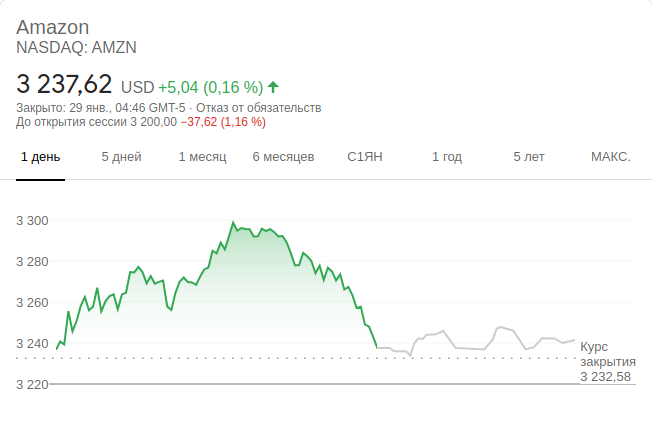 Amazon
NASDAQ: AMZN
3 237,62 USD +5,04 (0,16 %)
Закрыто: 29 янв., 04:46 GMT-5 · Отказ от обязательств
До открытия сессии 3 200,00 −37,62 (1,16 %)
1 день 5 дней 1 месяц 6 месяцев С1ЯН 1 год 5 лет МАКС.
3 300
3 280
3 260
3 240
Курс
закрытия
3 232,58
3 220